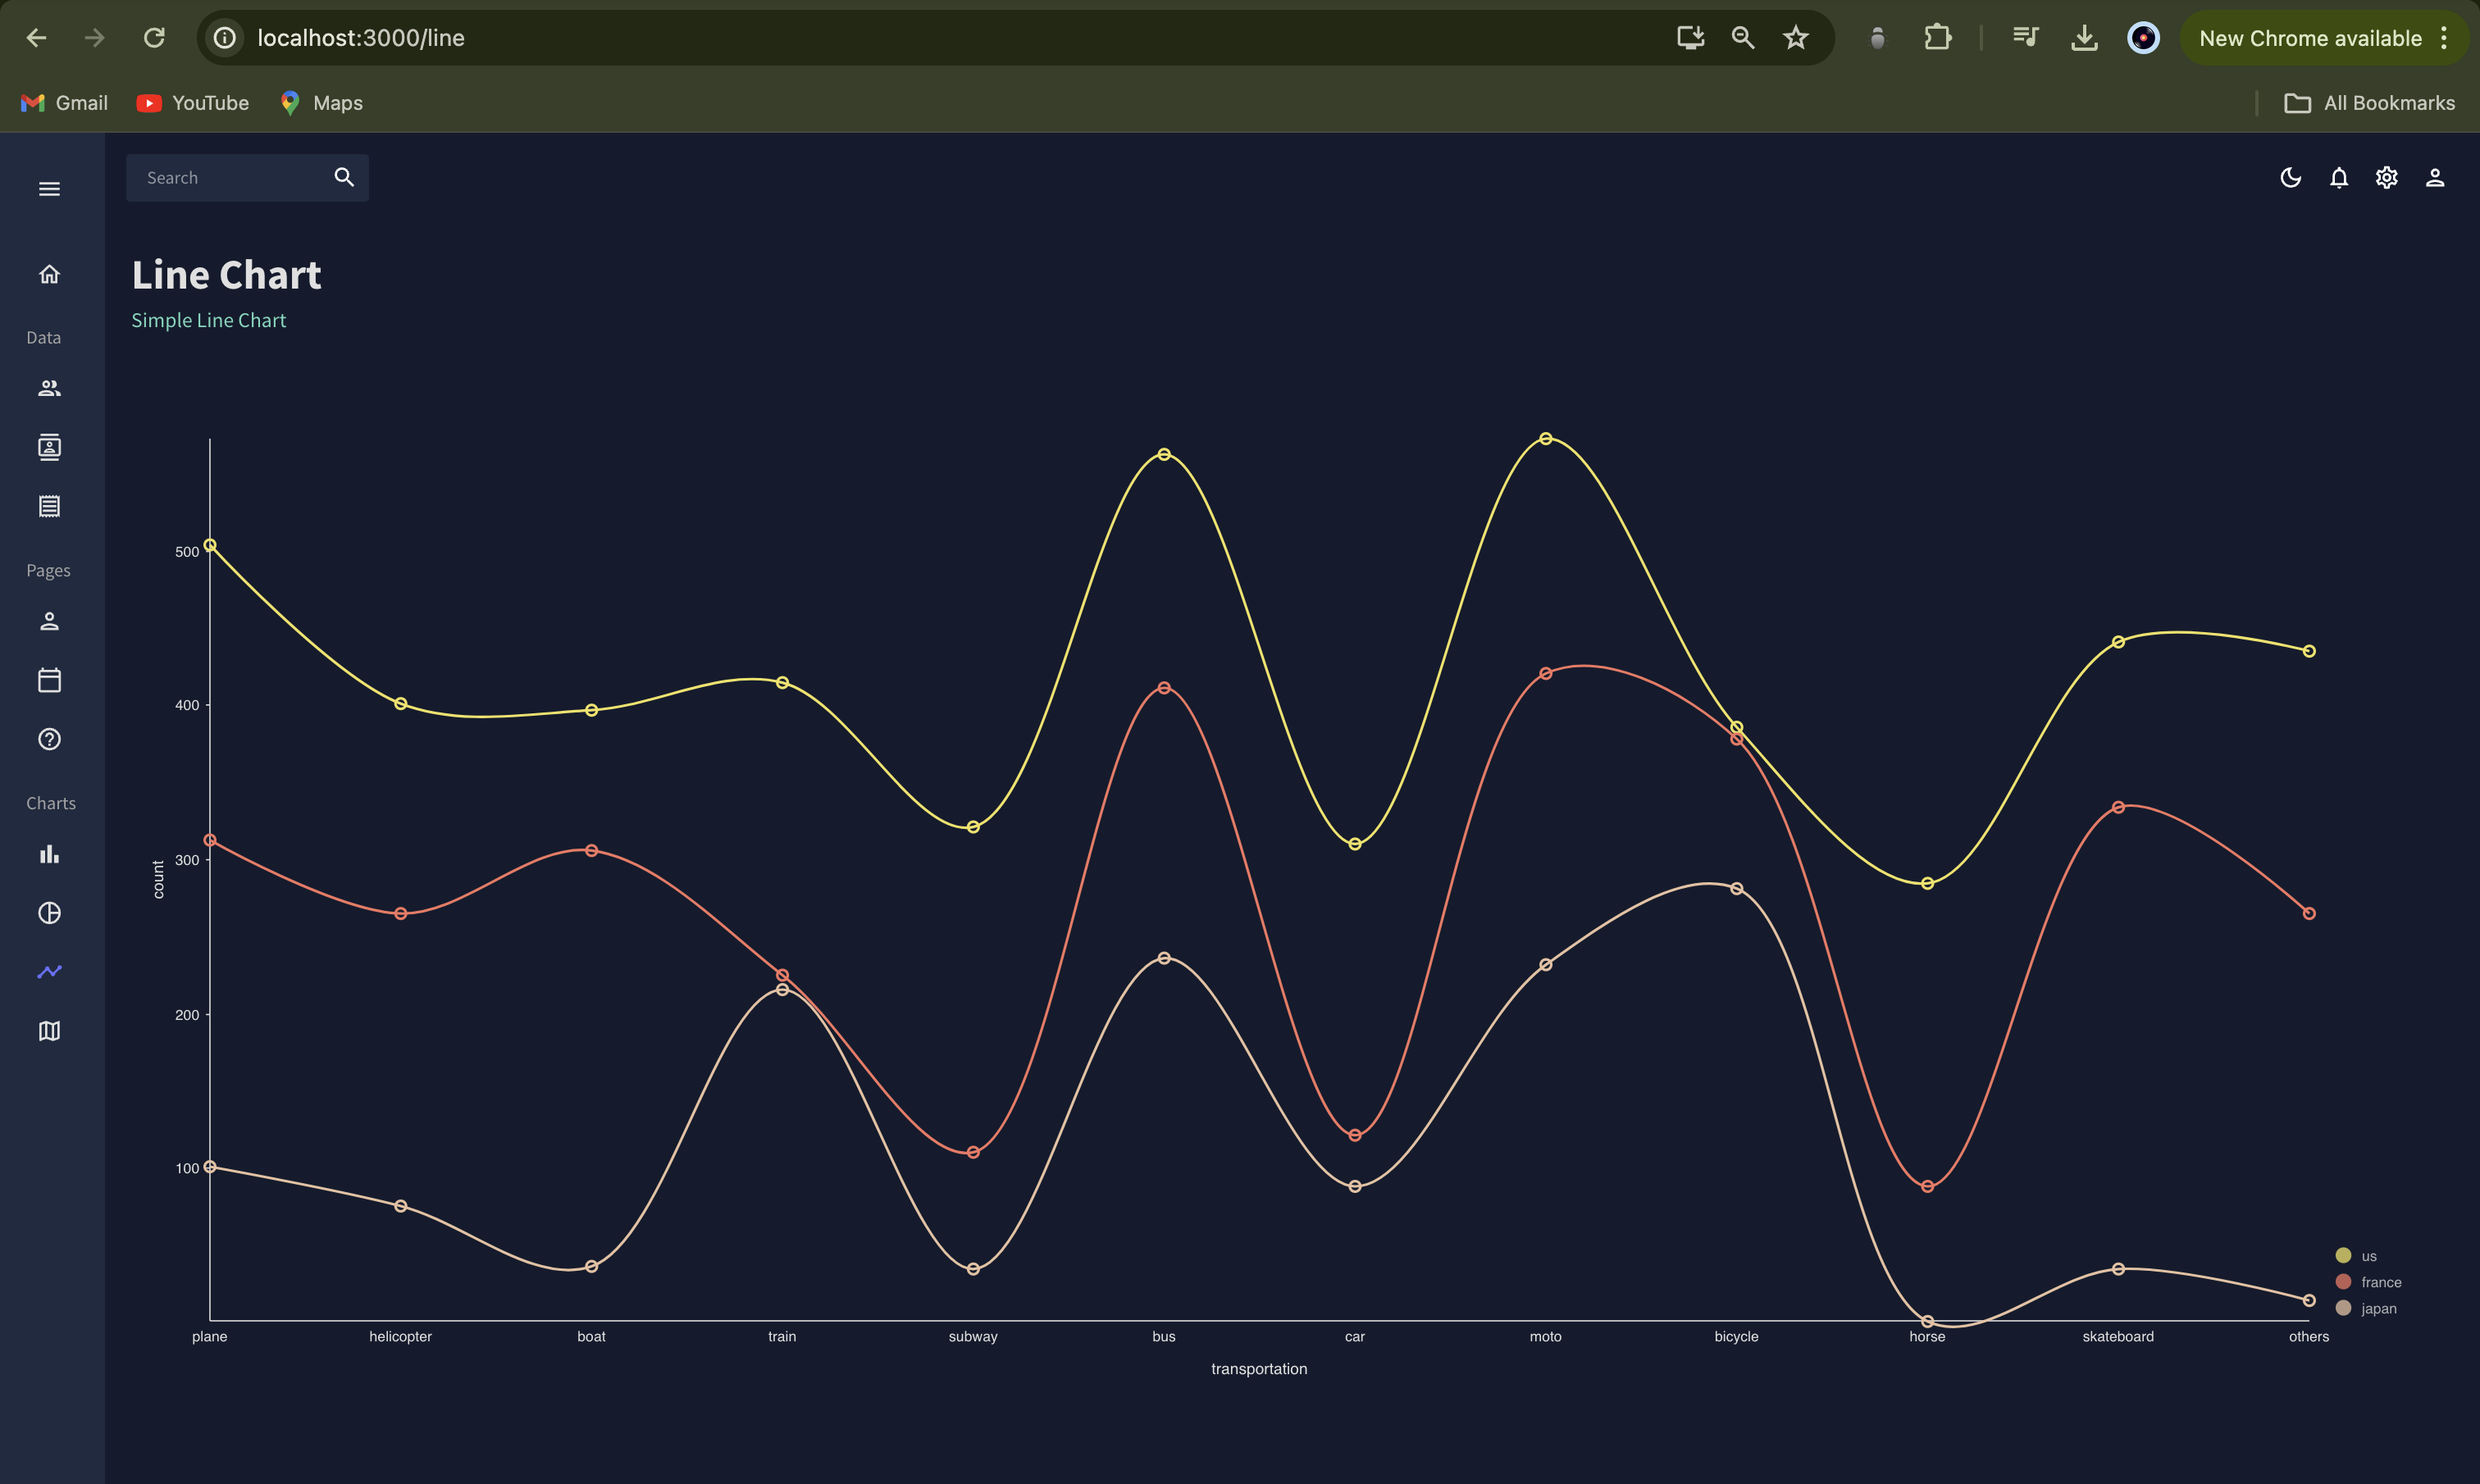 localhost:3000/line
New Chrome available
Gmail
YouTube
Maps
All Bookmarks
Search
Line Chart
Simple Line Chart
Data
Pages
Charts
500
400
300
200
100
count
plane
helicopter
boat
train
subway
bus
car
moto
bicycle
horse
skateboard
others
transportation
us
france
japan